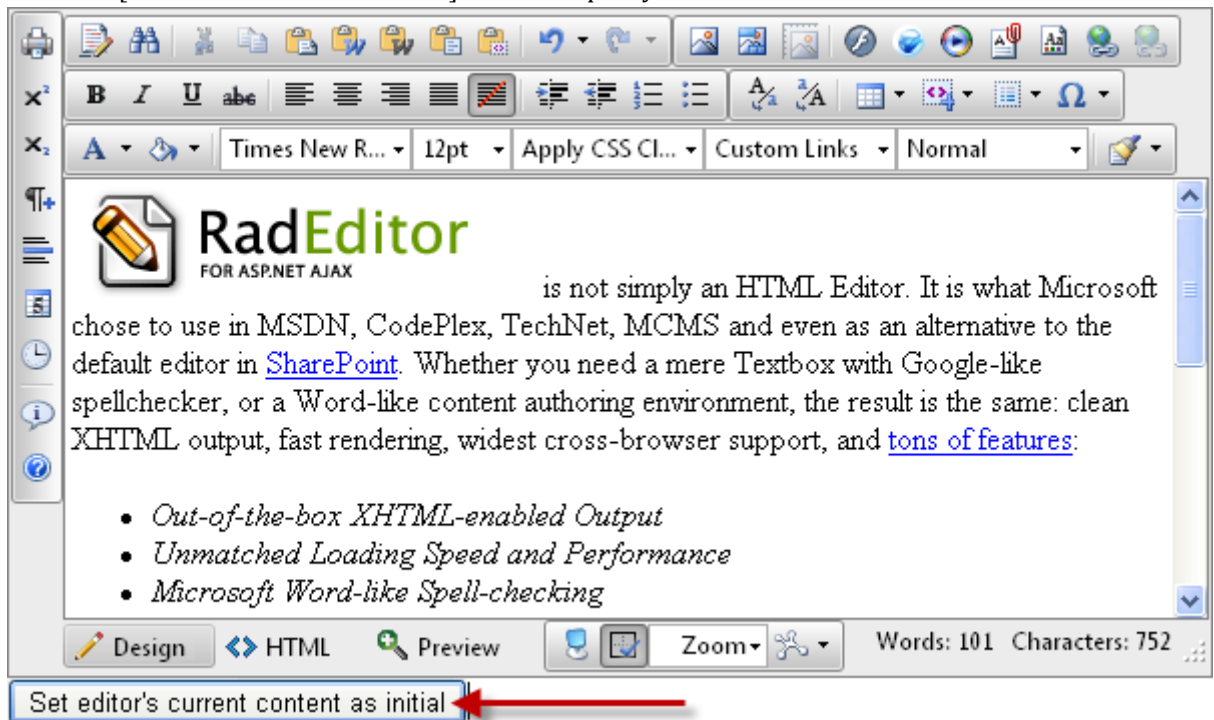 B I U abc
A Times New R... 12pt Apply CSS Cl... Custom Links Normal
RadEditor
FOR ASP.NET AJAX
is not simply an HTML Editor. It is what Microsoft
chose to use in MSDN, CodePlex, TechNet, MCMS and even as an alternative to the
default editor in SharePoint. Whether you need a mere Textbox with Google-like
spellchecker, or a Word-like content authoring environment, the result is the same: clean
XHTML output, fast rendering, widest cross-browser support, and tons of features:
• Out-of-the-box XHTML-enabled Output
• Unmatched Loading Speed and Performance
• Microsoft Word-like Spell-checking
Design HTML Preview Zoom Words: 101 Characters: 752
Set editor's current content as initial